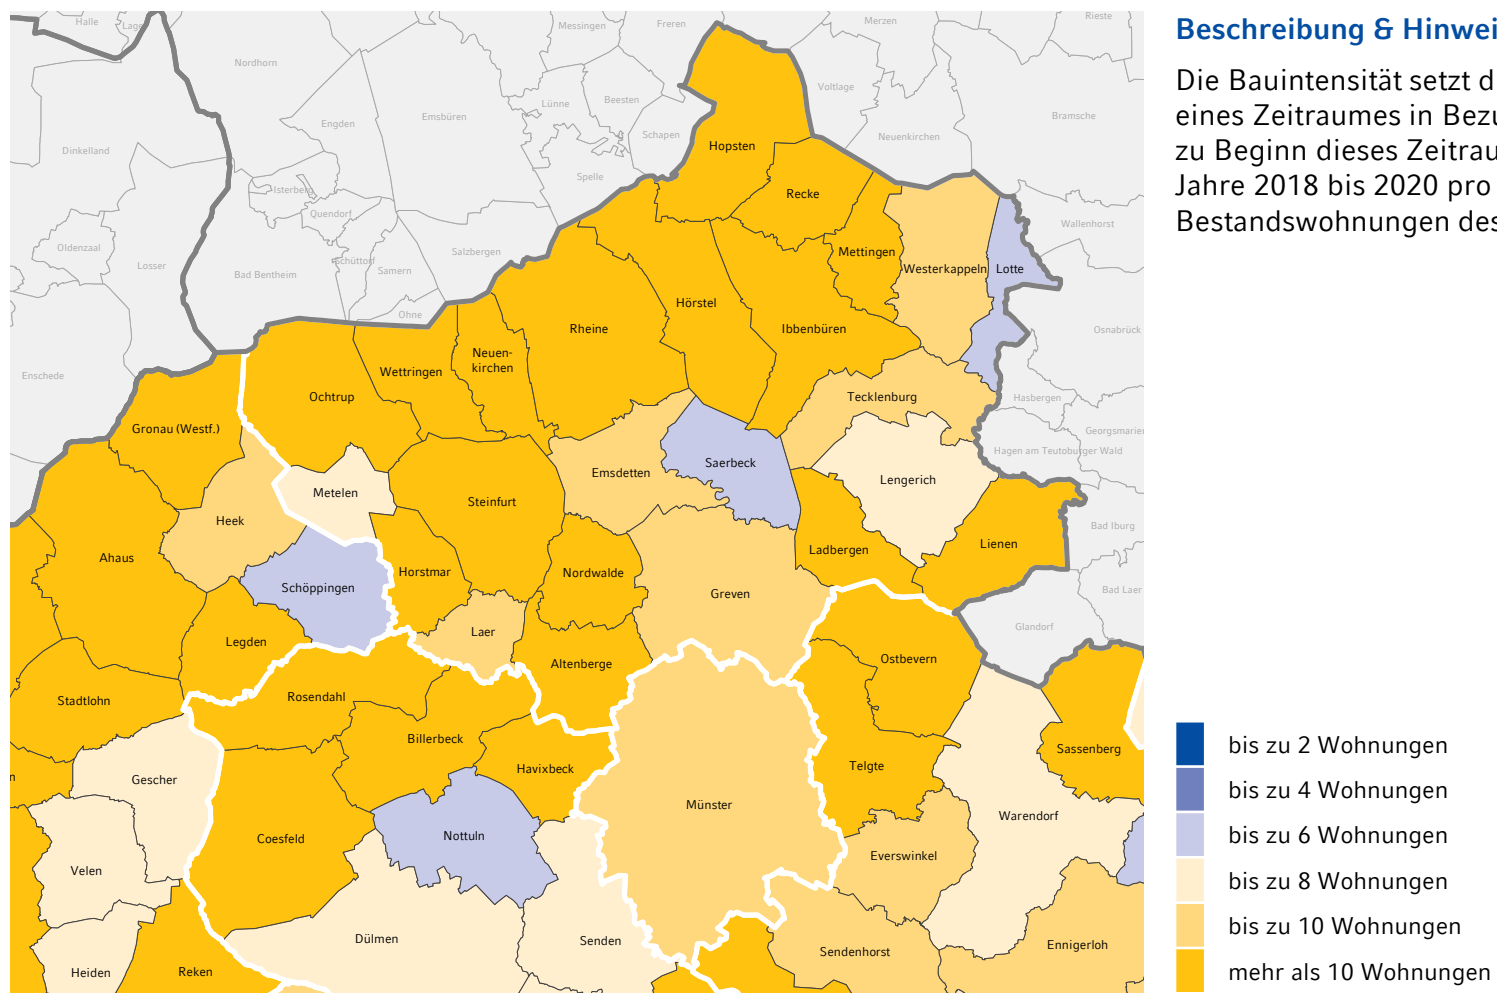 Halle
Lage
Messingen
Freren
Merzen
Rieste
Nordhorn
Voltlage
Lünne
Beesten
Emsbüren
Engden
Schapen
Neuenkirchen
Bramsche
Dinkelland
Hopsten
Spelle
Isterberg
Recke
Quendorf
Wallenhorst
Oldenzaal
Losser
Schüttorf
Salzbergen
Mettingen
Bad Bentheim
Samern
Westerkappeln
Lotte
Hörstel
Ohne
Rheine
Ibbenbüren
Osnabrück
Neuen-
kirchen
Enschede
Wettringen
Ochtrup
Tecklenburg
Hasbergen
Gronau (Westf.)
Georgsmarien
Hagen am Teutoburger Wald
Saerbeck
Emsdetten
Lengerich
Metelen
Steinfurt
Heek
Bad Iburg
Ahaus
Ladbergen
Lienen
Horstmar
Nordwalde
Schöppingen
Greven
Bad Laer
Glandorf
Laer
Legden
Altenberge
Ostbevern
Stadtlohn
Rosendahl
Billerbeck
Sassenberg
n
Gescher
Havixbeck
Telgte
Münster
Warendorf
Coesfeld
Nottuln
Everswinkel
Velen
Dülmen
Senden
Ennigerloh
Sendenhorst
Heiden
Reken
Beschreibung & Hinwei
Die Bauintensität setzt d
eines Zeitraumes in Bezu
zu Beginn dieses Zeitrau
Jahre 2018 bis 2020 pro
Bestandswohnungen des
bis zu 2 Wohnungen
bis zu 4 Wohnungen
bis zu 6 Wohnungen
bis zu 8 Wohnungen
bis zu 10 Wohnungen
mehr als 10 Wohnungen